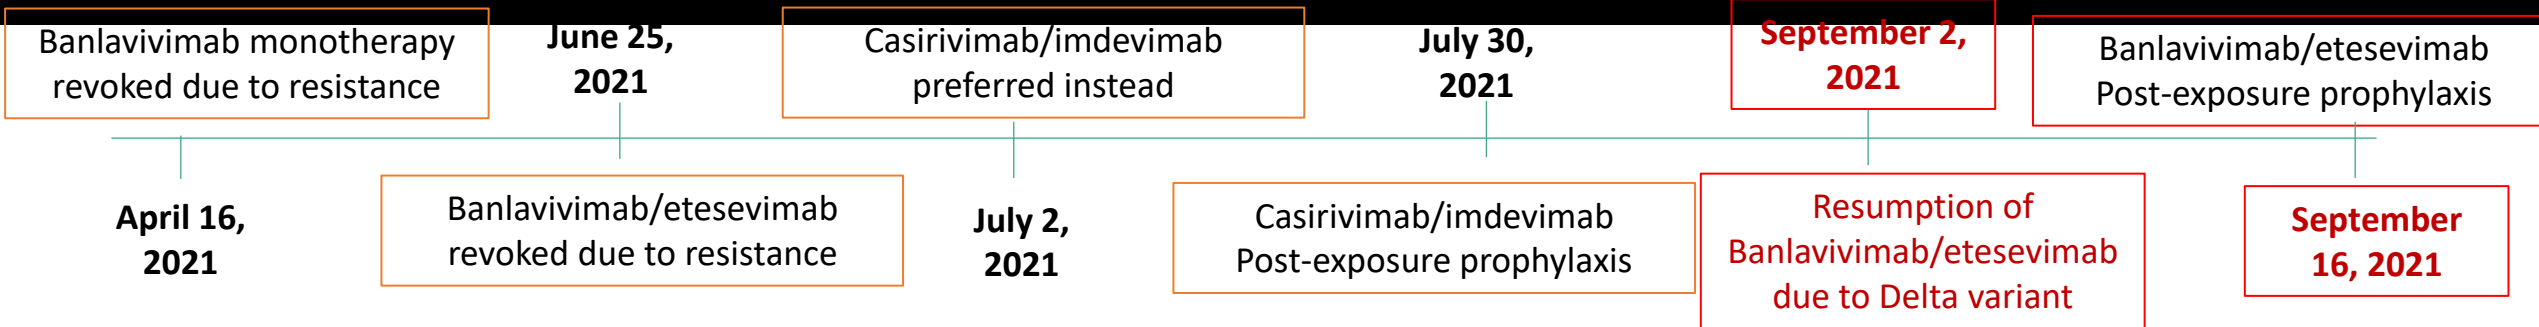 Banlavivimab monotherapy
revoked due to resistance
April 16,
2021
June 25,
2021
Banlavivimab/etesevimab
revoked due to resistance
Casirivimab/imdevimab
preferred instead
July 2,
2021
July 30,
2021
Casirivimab/imdevimab
Post-exposure prophylaxis
September 2,
2021
Resumption of
Banlavivimab/etesevimab
due to Delta variant
Banlavivimab/etesevimab
Post-exposure prophylaxis
September
16, 2021